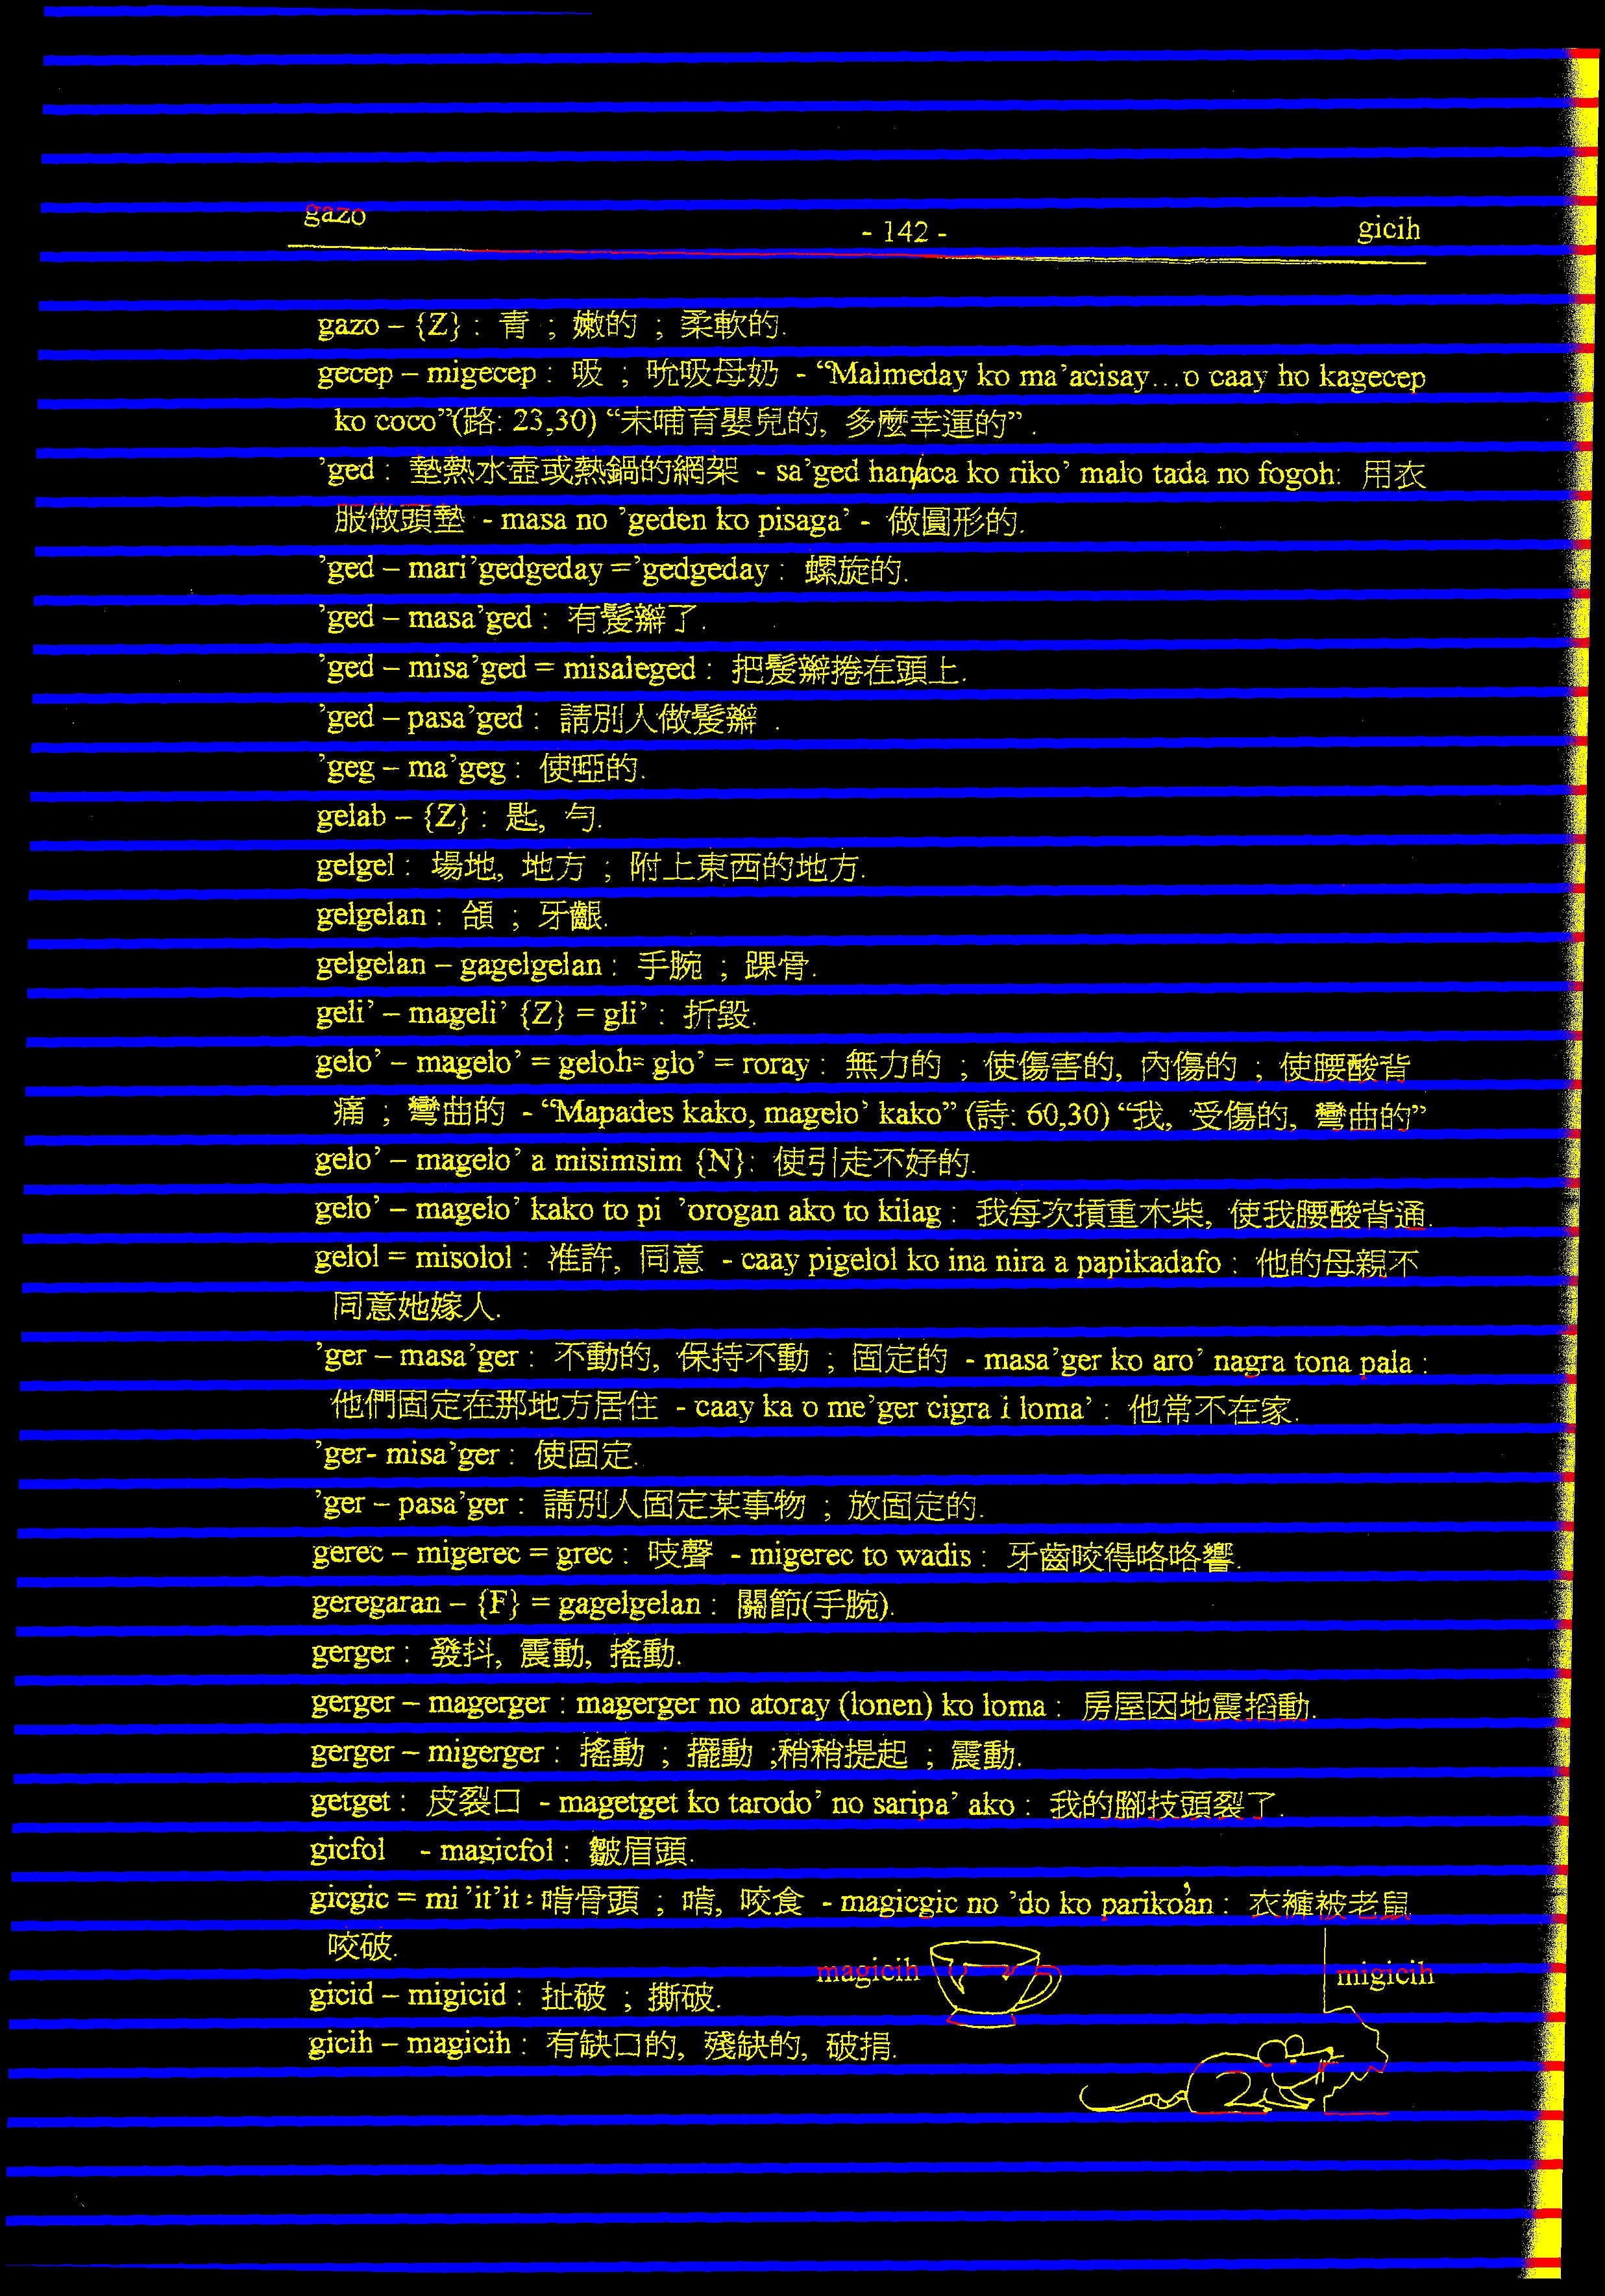 gazo
- 142 -
gicih
gazo – {Z} : 青 ; 嫩的 ; 柔軟的.
gecep – migecep : 吸 ; 吮吸母奶 - “Malmeday ko ma’acisay…o caay ho kagecep
ko coco”(路: 23,30) “未哺育嬰兒的, 多麼幸運的” .
’ged : 墊熱水壺或熱鍋的網架 - sa’ged hanaca ko riko’ malo tada no fogoh: 用衣
服做頭墊 - masa no ’geden ko pisaga’ - 做圓形的.
’ged – mari’gedgeday =’gedgeday : 螺旋的.
’ged – masa’ged : 有髮辮了.
’ged – misa’ged = misaleged : 把髮辮捲在頭上.
’ged – pasa’ged : 請別人做髮辮 .
’geg – ma’geg : 使啞的.
gelab – {Z} : 匙, 勺.
gelgel : 場地, 地方 ; 附上東西的地方.
gelgelan : 頜 ; 牙齦.
gelgelan – gagelgelan : 手腕 ; 踝骨.
geli’ – mageli’ {Z} = gli’ : 折毀.
gelo’ – magelo’ = geloh= glo’ = roray : 無力的 ; 使傷害的, 內傷的 ; 使腰酸背
痛 ; 彎曲的 - “Mapades kako, magelo’ kako” (詩: 60,30) “我, 受傷的, 彎曲的”
gelo’ – magelo’ a misimsim {N}: 使引走不好的.
gelo’ – magelo’ kako to pi ’orogan ako to kilag : 我每次揹重木柴, 使我腰酸背通.
gelol = misolol : 准許, 同意 - caay pigelol ko ina nira a papikadafo : 他的母親不
同意她嫁人.
’ger – masa’ger : 不動的, 保持不動 ; 固定的 - masa’ger ko aro’ nagra tona pala :
他們固定在那地方居住 - caay ka o me’ger cigra i loma’ : 他常不在家.
’ger- misa’ger : 使固定.
’ger – pasa’ger : 請別人固定某事物 ; 放固定的.
gerec – migerec = grec : 吱聲 - migerec to wadis : 牙齒咬得咯咯響.
geregaran – {F} = gagelgelan : 關節(手腕).
gerger : 發抖, 震動, 搖動.
gerger – magerger : magerger no atoray (lonen) ko loma : 房屋因地震搯動.
gerger – migerger : 搖動 ; 擺動 ;稍稍提起 ; 震動.
getget : 皮裂口 - magetget ko tarodo’ no saripa’ ako : 我的腳技頭裂了.
gicfol - magicfol : 皺眉頭.
gicgic = mi ’it’it : 啃骨頭 ; 啃, 咬食 - magicgic no ’do ko pariko’an : 衣褲被老鼠
咬破.
magicih
migicih
gicid – migicid : 扯破 ; 撕破.
gicih – magicih : 有缺口的, 殘缺的, 破捐.